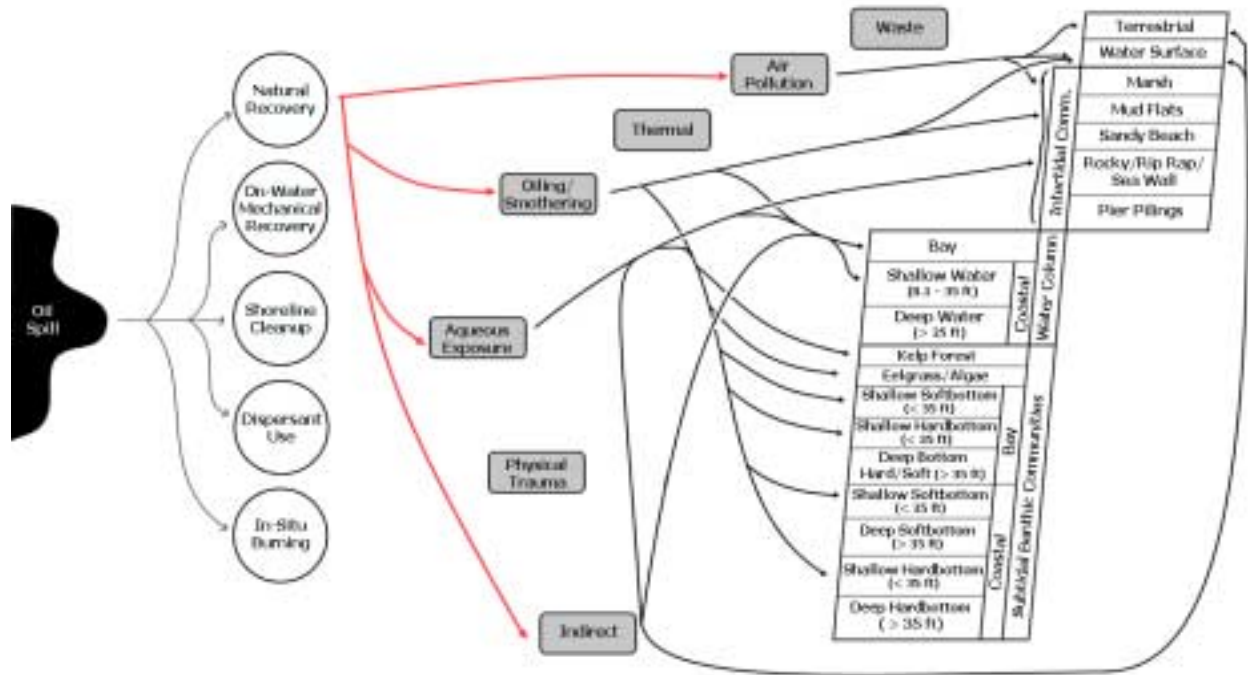 Oil
Spill
Natural
Recovery
On-Water
Mechanical
Recovery
Shoreline
Cleanup
Dispersant
Use
In-Situ
Burning
Waste
Air
Pollution
Thermal
Oiling/
Smothering
Aqueous
Exposure
Physical
Trauma
Indirect
Terrestrial
Water Surface
Intertidal Comm.
Marsh
Mud Flats
Sandy Beach
Rocky/Rip Rap/
Sea Wall
Pier Pilings
Water Column
Bay
Coastal
Shallow Water
Deep Water
Subtidal Benthic Communities
Kelp Forest
Eelgrass/Algae
Bay
Shallow Softbottom
(< 35 ft)
Shallow Hardbottom
(< 35 ft)
Deep Bottom
Hard/Soft (> 35 ft)
Coastal
Shallow Softbottom
(< 35 ft)
Deep Softbottom
(> 35 ft)
Shallow Hardbottom
(< 35 ft)
Deep Hardbottom
( > 35 ft)